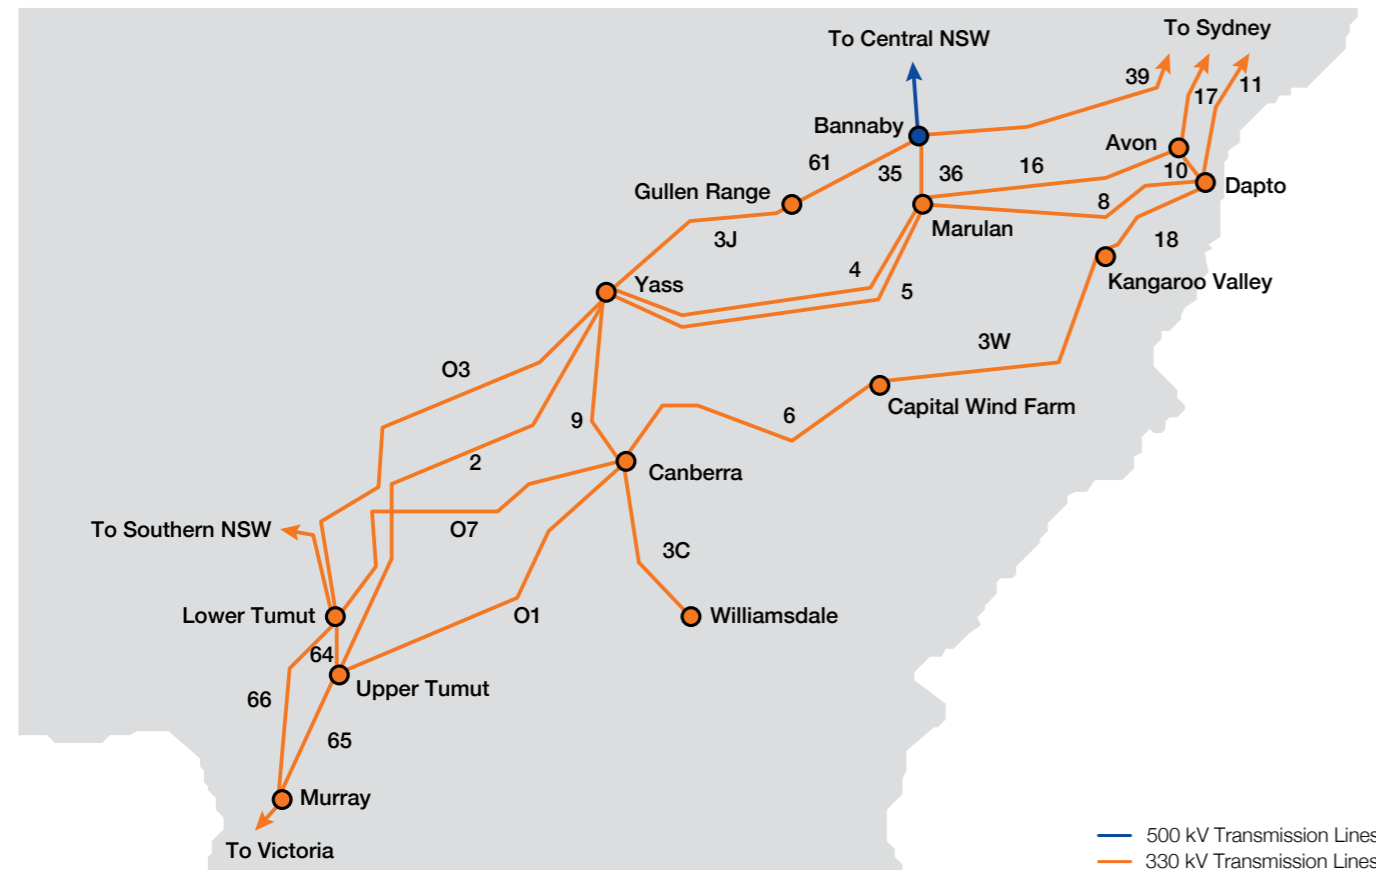 To Sydney
To Central NSW
39
17
11
Bannaby
Avon
61
35
36
16
10
Gullen Range
Dapto
8
3J
Marulan
18
4
Yass
Kangaroo Valley
5
3W
O3
Capital Wind Farm
9
6
2
Canberra
To Southern NSW
O7
3C
Lower Tumut
O1
Williamsdale
64
Upper Tumut
66
65
Murray
500 kV Transmission Lines
To Victoria
330 kV Transmission Lines